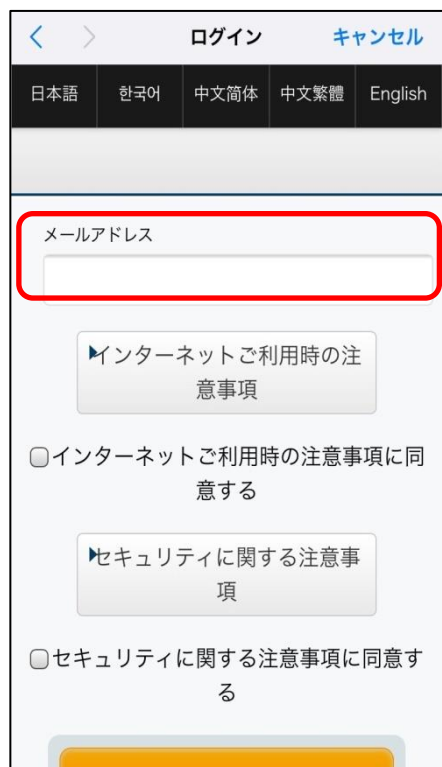 ログイン キャンセル
日本語 한국어 中文简体 中文繁體 English
メールアドレス
インターネットご利用時の注
意事項
インターネットご利用時の注意事項に同
意する
セキュリティに関する注意事
項
セキュリティに関する注意事項に同意す
る